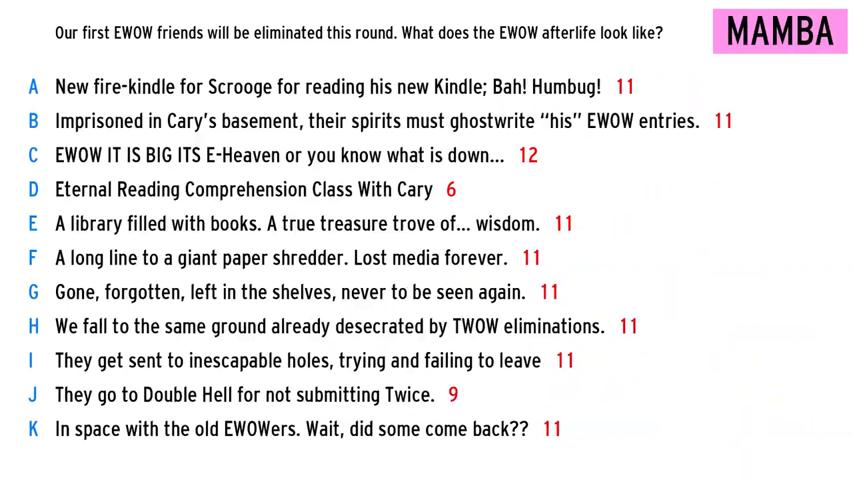 Our first EWOW friends will be eliminated this round. What does the EWOW afterlife look like?
MAMBA
A New fire-kindle for Scrooge for reading his new Kindle; Bah! Humbug! 11
B Imprisoned in Cary's basement, their spirits must ghostwrite “his” EWOW entries. 11
C EWOW IT IS BIG ITS E-Heaven or you know what is down... 12
D Eternal Reading Comprehension Class With Cary 6
E A library filled with books. A true treasure trove of... wisdom. 11
F A long line to a giant paper shredder. Lost media forever. 11
G Gone, forgotten, left in the shelves, never to be seen again. 11
H We fall to the same ground already desecrated by TWOW eliminations. 11
I They get sent to inescapable holes, trying and failing to leave 11
J They go to Double Hell for not submitting Twice. 9
K In space with the old EWOWers. Wait, did some come back?? 11